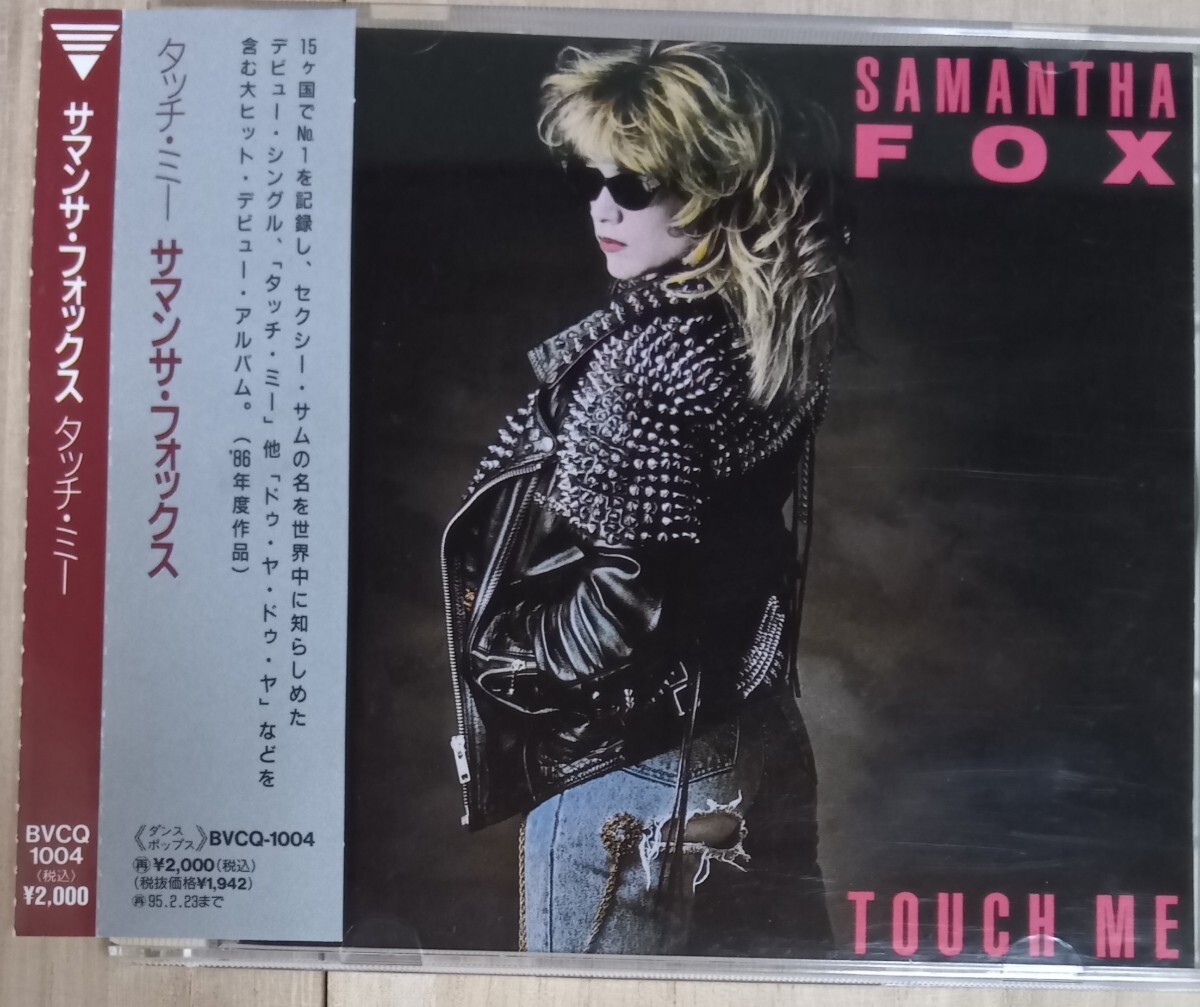 サマンサ・フォックス タッチ・ミー
BVCQ
1004
(税込)
¥2,000
タッチ・ミー サマンサ・フォックス
15ヶ国でNo.1を記録し、セクシー・サムの名を世界中に知らしめた
デビュー・シングル、「タッチ・ミー」他「ドゥ・ヤ・ドゥ・ヤ」などを
含む大ヒット・デビュー・アルバム。('86年度作品)
《ダンス
ポップス》BVCQ-1004
再¥2,000(税込)
(税抜価格¥1,942)
再95.2.23まで
SAMANTHA
FOX
TOUCH ME